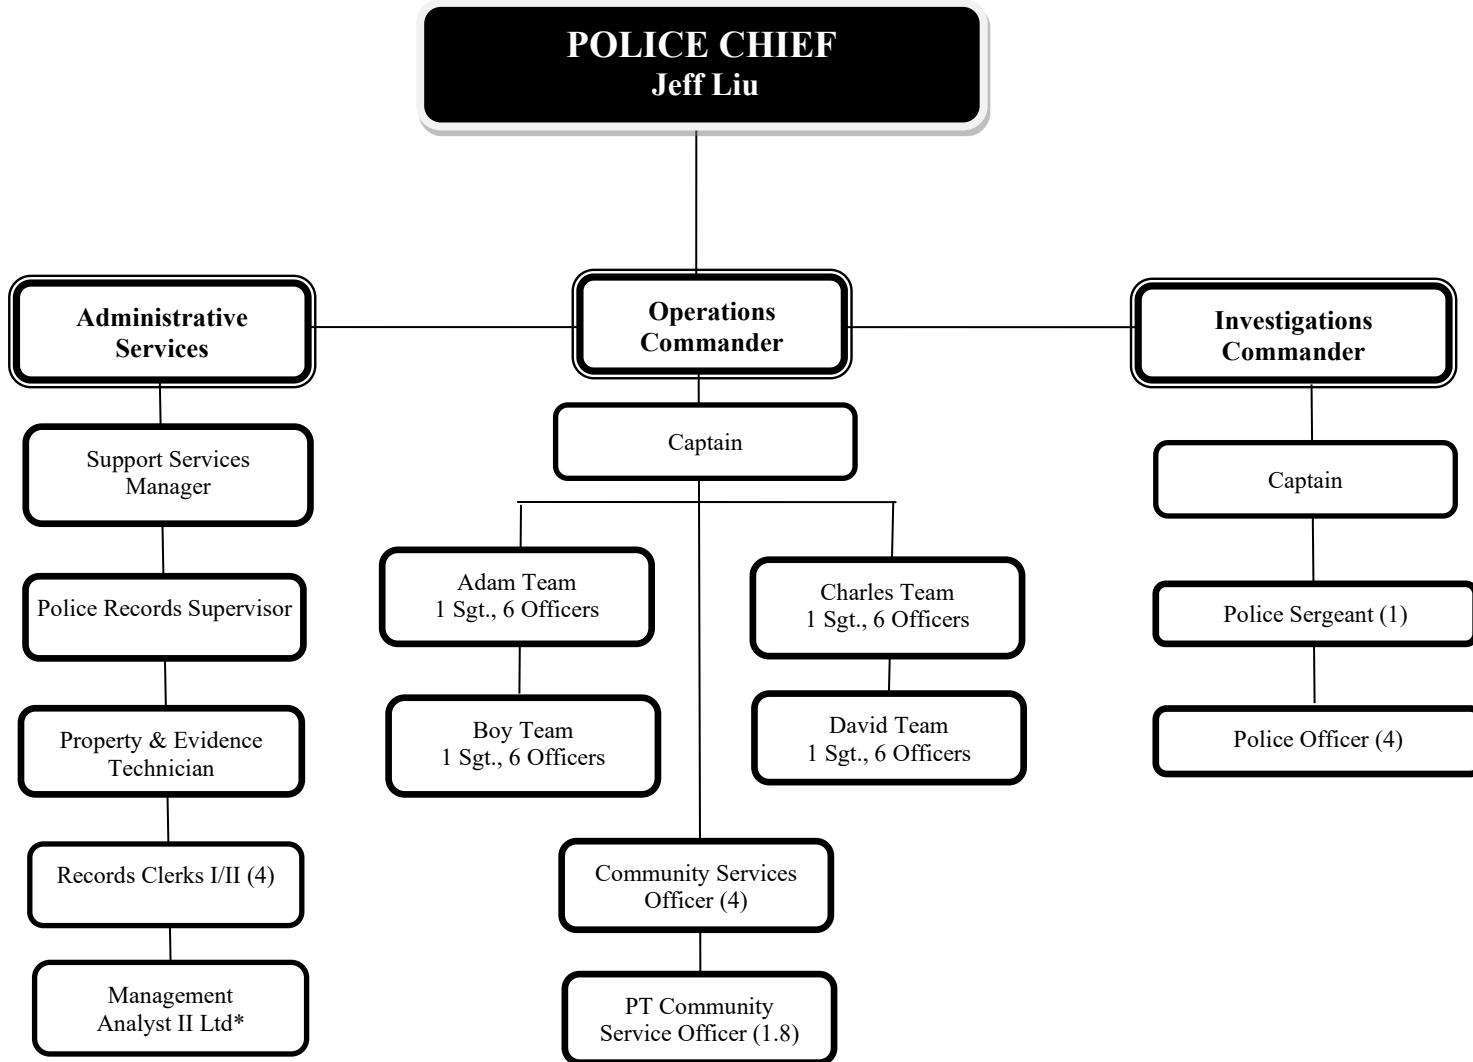 POLICE CHIEF
Jeff Liu
Administrative
Services
Operations
Commander
Investigations
Commander
Support Services
Manager
Police Records Supervisor
Property & Evidence
Technician
Records Clerks I/II (4)
Management
Analyst II Ltd*
Captain
Adam Team
1 Sgt., 6 Officers
Boy Team
1 Sgt., 6 Officers
Charles Team
1 Sgt., 6 Officers
David Team
1 Sgt., 6 Officers
Community Services
Officer (4)
PT Community
Service Officer (1.8)
Captain
Police Sergeant (1)
Police Officer (4)